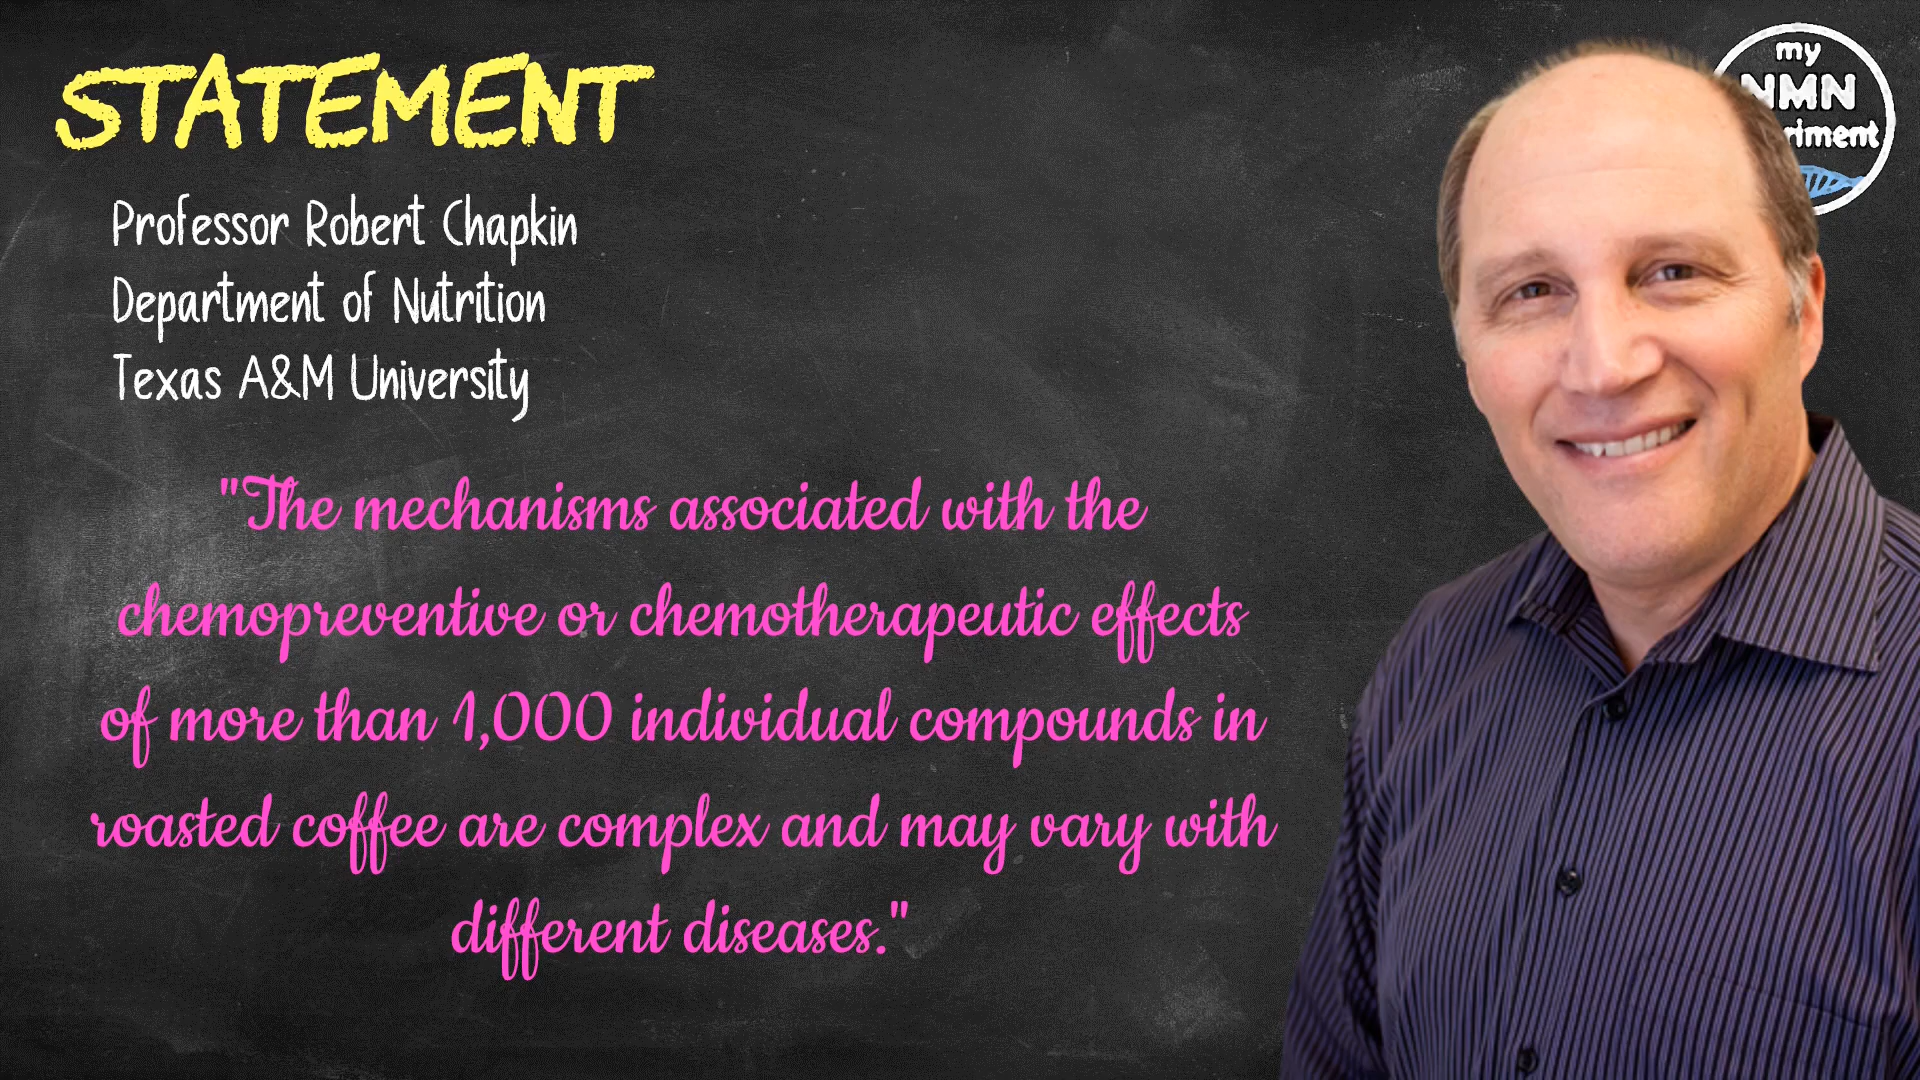 STATEMENT
Professor Robert Chapkin
Department of Nutrition
Texas A&M University
"The mechanisms associated with the
chemopreventive or chemotherapeutic effects
of more than 1,000 individual compounds in
roasted coffee are complex and may vary with
different diseases."
my
NMN